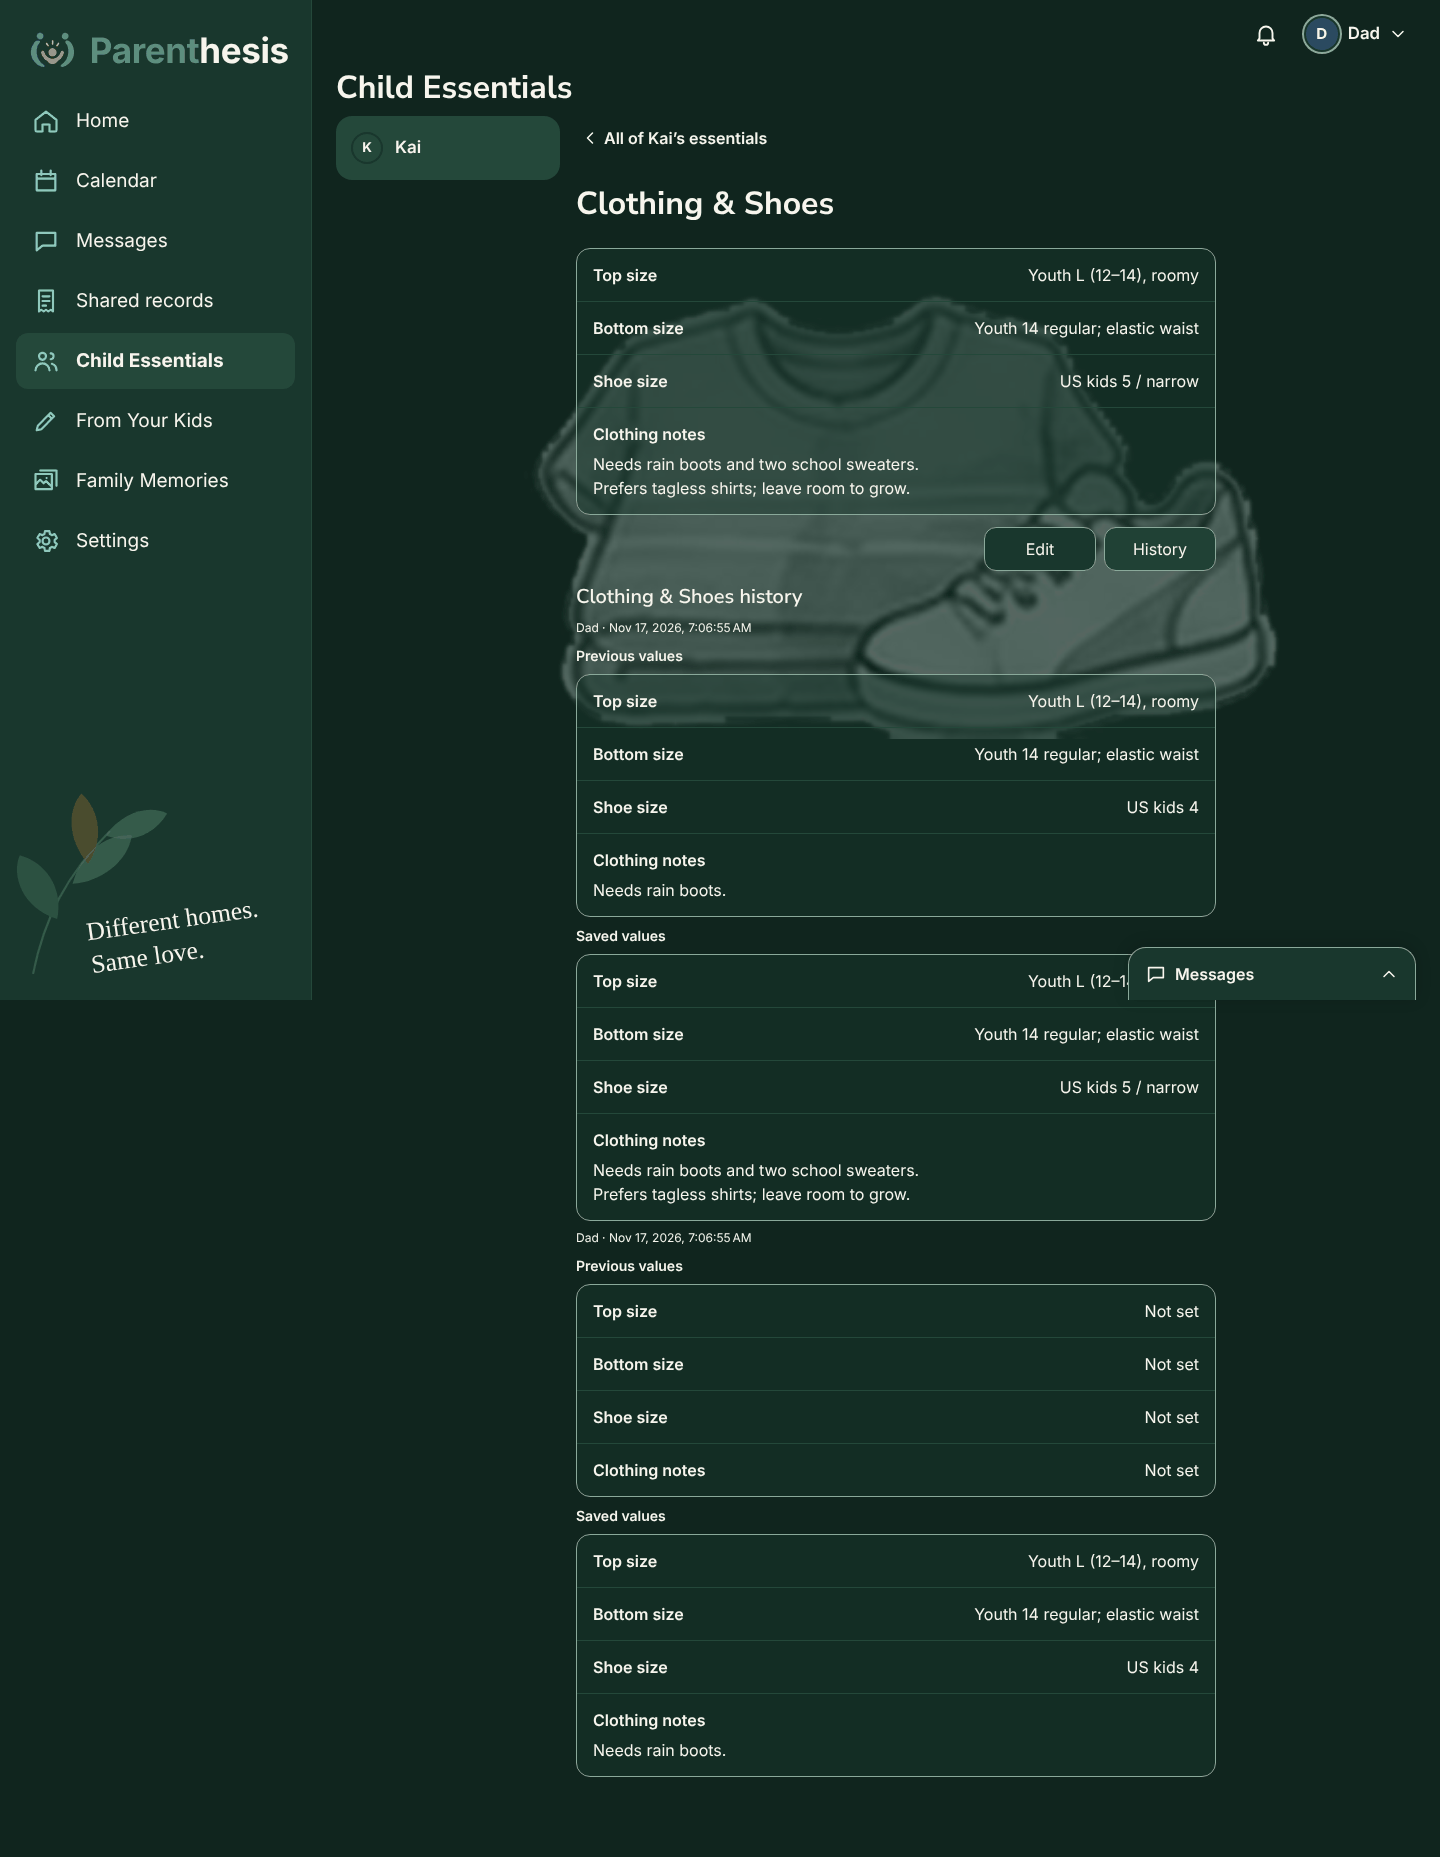 Parenthesis
Home
Calendar
Messages
Shared records
Child Essentials
From Your Kids
Family Memories
Settings
Different homes.
Same love.
D Dad
Child Essentials
K Kai
All of Kai’s essentials
Clothing & Shoes
Top size Youth L (12–14), roomy
Bottom size Youth 14 regular; elastic waist
Shoe size US kids 5 / narrow
Clothing notes
Needs rain boots and two school sweaters.
Prefers tagless shirts; leave room to grow.
Edit History
Clothing & Shoes history
Dad · Nov 17, 2026, 7:06:55 AM
Previous values
Top size Youth L (12–14), roomy
Bottom size Youth 14 regular; elastic waist
Shoe size US kids 4
Clothing notes
Needs rain boots.
Saved values
Top size Youth L (12–1
Messages
Bottom size Youth 14 regular; elastic waist
Shoe size US kids 5 / narrow
Clothing notes
Needs rain boots and two school sweaters.
Prefers tagless shirts; leave room to grow.
Dad · Nov 17, 2026, 7:06:55 AM
Previous values
Top size Not set
Bottom size Not set
Shoe size Not set
Clothing notes Not set
Saved values
Top size Youth L (12–14), roomy
Bottom size Youth 14 regular; elastic waist
Shoe size US kids 4
Clothing notes
Needs rain boots.